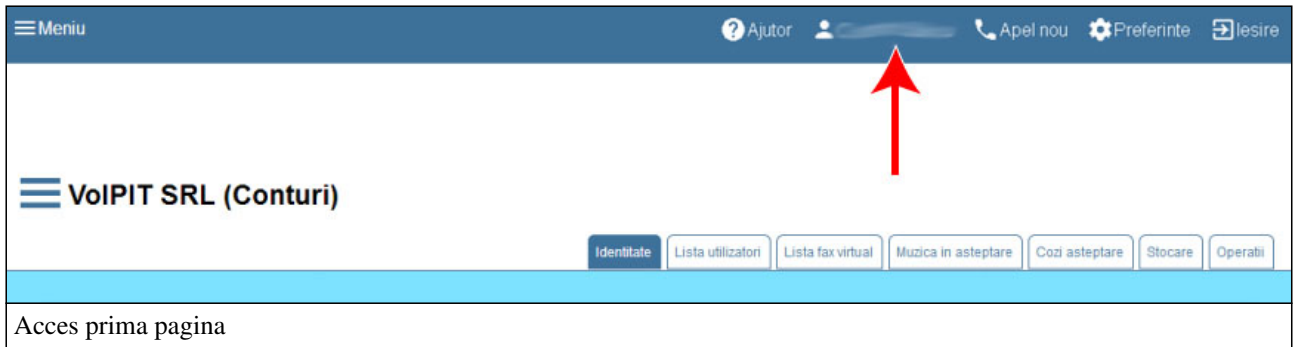 Meniu Ajutor Apel nou Preferinte Iesire
VoIPIT SRL (Conturi)
Identitate Lista utilizatori Lista fax virtual Muzica in asteptare Cozi asteptare Stocare Operatii
Acces prima pagina